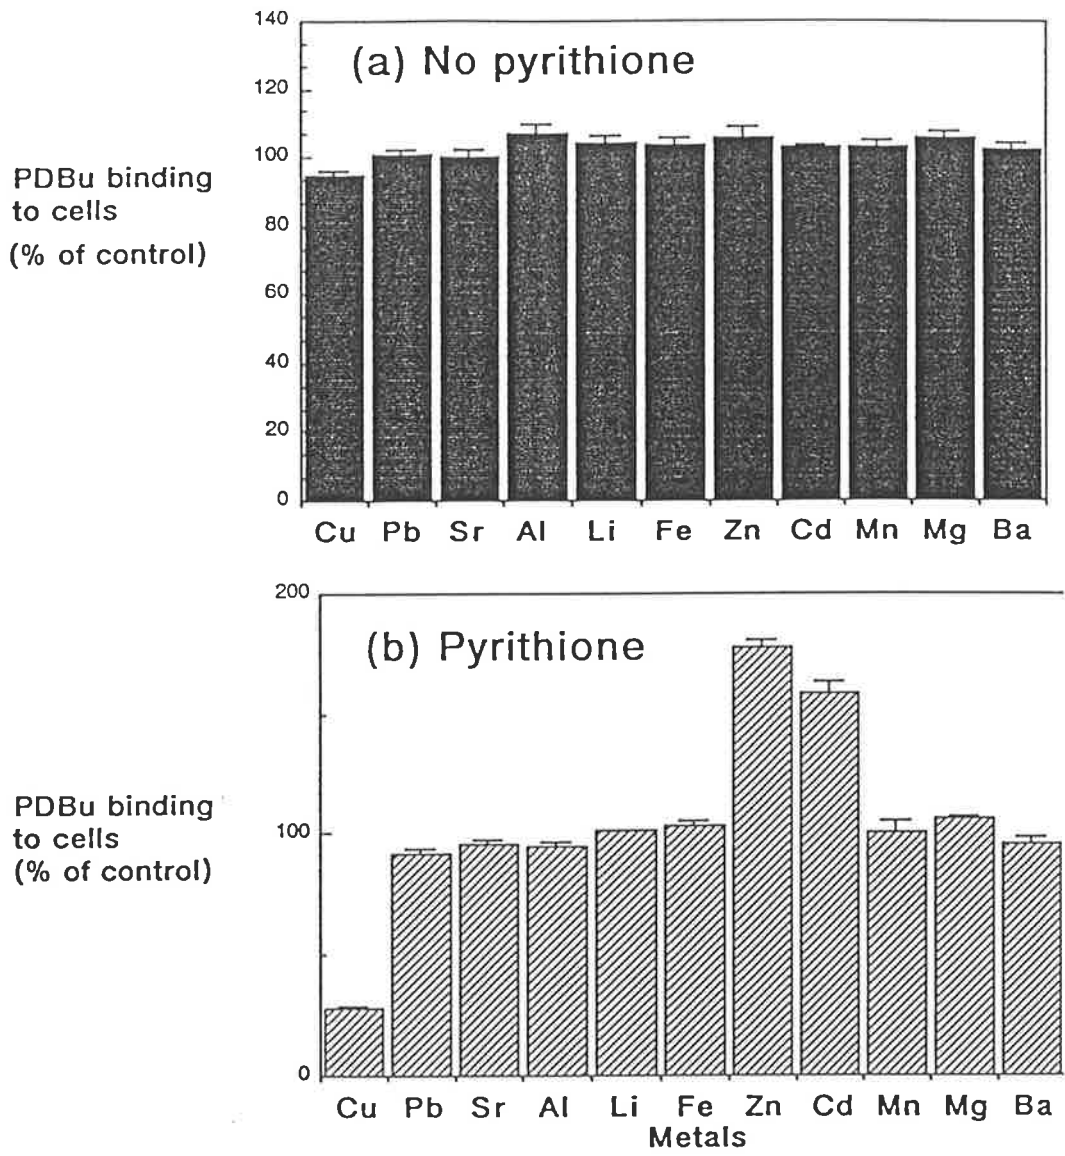 140
(a) No pyrithione
120
100
PDBu binding
to cells
(% of control)
80
60
40
20
0
Cu Pb Sr Al Li Fe Zn Cd Mn Mg Ba
200
(b) Pyrithione
PDBu binding
to cells
(% of control)
100
0
Cu Pb Sr Al Li Fe Zn Cd Mn Mg Ba
Metals